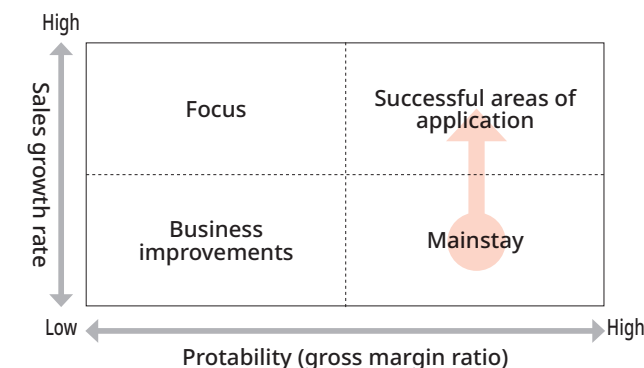 High
Sales growth rate
Focus
Successful areas of
application
Business
improvements
Mainstay
Low
High
Protability (gross margin ratio)